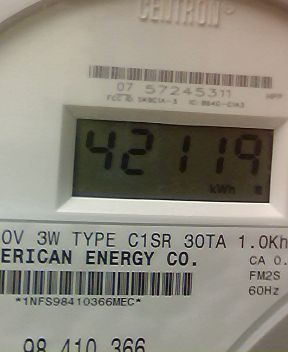 CENTRON
07 57245311
FCC ID: SK9C1A-3 IC: 864G-C1A3
42119
kWh
0V 3W TYPE C1SR 30TA 1.0Kh
ERICAN ENERGY CO.
CA 0.
FM2S
60Hz
*1NFS98410366MEC*
98 410 366